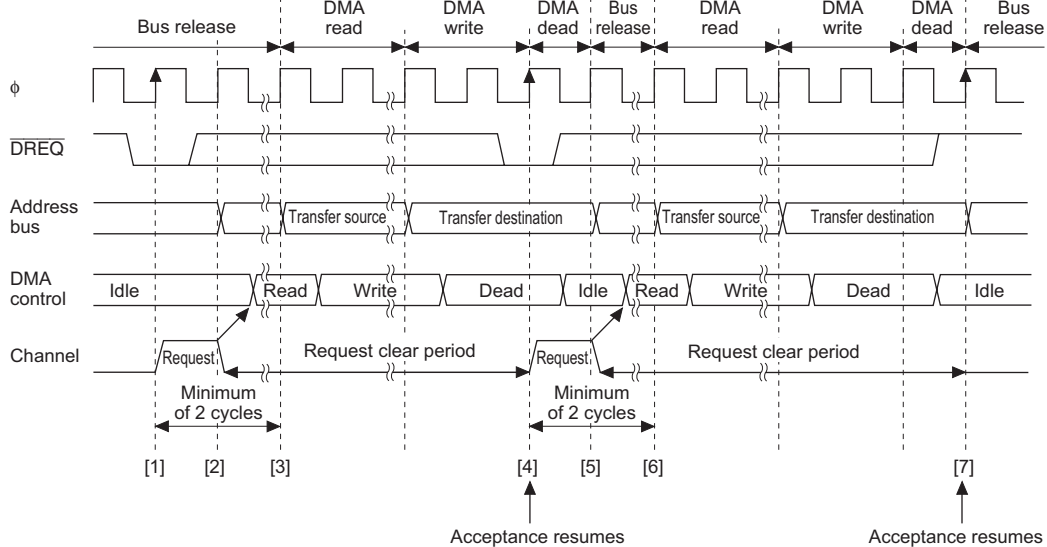 Bus release
DMA read
DMA write
DMA dead
Bus release
DMA read
DMA write
DMA dead
Bus release
ϕ
DREQ
Address bus
Transfer source
Transfer destination
Transfer source
Transfer destination
DMA control
Idle
Read
Write
Dead
Idle
Read
Write
Dead
Idle
Channel
Request
Request clear period
Request
Request clear period
Minimum of 2 cycles
Minimum of 2 cycles
[1]
[2]
[3]
[4]
[5]
[6]
[7]
Acceptance resumes
Acceptance resumes